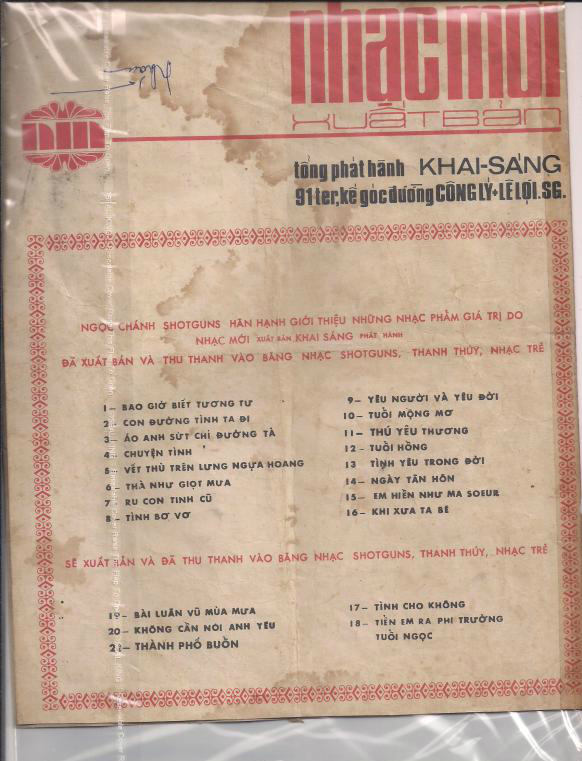 nhạc mới
XUẤT BẢN
tổng phát hành KHAI-SÁNG
91 ter, kế góc đường CÔNG LÝ + LÊ LỢI. SG.
NGỌC CHÁNH SHOTGUNS HÂN HẠNH GIỚI THIỆU NHỮNG NHẠC PHẨM GIÁ TRỊ DO
NHẠC MỚI XUẤT BẢN KHAI SÁNG PHÁT HÀNH
ĐÃ XUẤT BẢN VÀ THU THANH VÀO BĂNG NHẠC SHOTGUNS, THANH THÚY, NHẠC TRẺ
1 – BAO GIỜ BIẾT TƯƠNG TƯ
2 – CON ĐƯỜNG TÌNH TA ĐI
3 – ÁO ANH SỨT CHỈ ĐƯỜNG TÀ
4 – CHUYỆN TÌNH
5 – VẾT THÙ TRÊN LƯNG NGỰA HOANG
6 – THÀ NHƯ GIỌT MƯA
7 – RU CON TÌNH CŨ
8 – TÌNH BƠ VƠ
9 – YÊU NGƯỜI VÀ YÊU ĐỜI
10 – TUỔI MỘNG MƠ
11 – THÚ YÊU THƯƠNG
12 – TUỔI HỒNG
13 TÌNH YÊU TRONG ĐỜI
14 – NGÀY TÂN HÔN
15 – EM HIỀN NHƯ MA SOEUR
16 – KHI XƯA TA BÉ
SẼ XUẤT BẢN VÀ ĐÃ THU THANH VÀO BĂNG NHẠC SHOTGUNS, THANH THÚY, NHẠC TRẺ
19 – BÀI LUÂN VŨ MÙA MƯA
20 – KHÔNG CẦN NÓI ANH YÊU
21 – THÀNH PHỐ BUỒN
17 – TÌNH CHO KHÔNG
18 – TIỄN EM RA PHI TRƯỜNG
TUỔI NGỌC